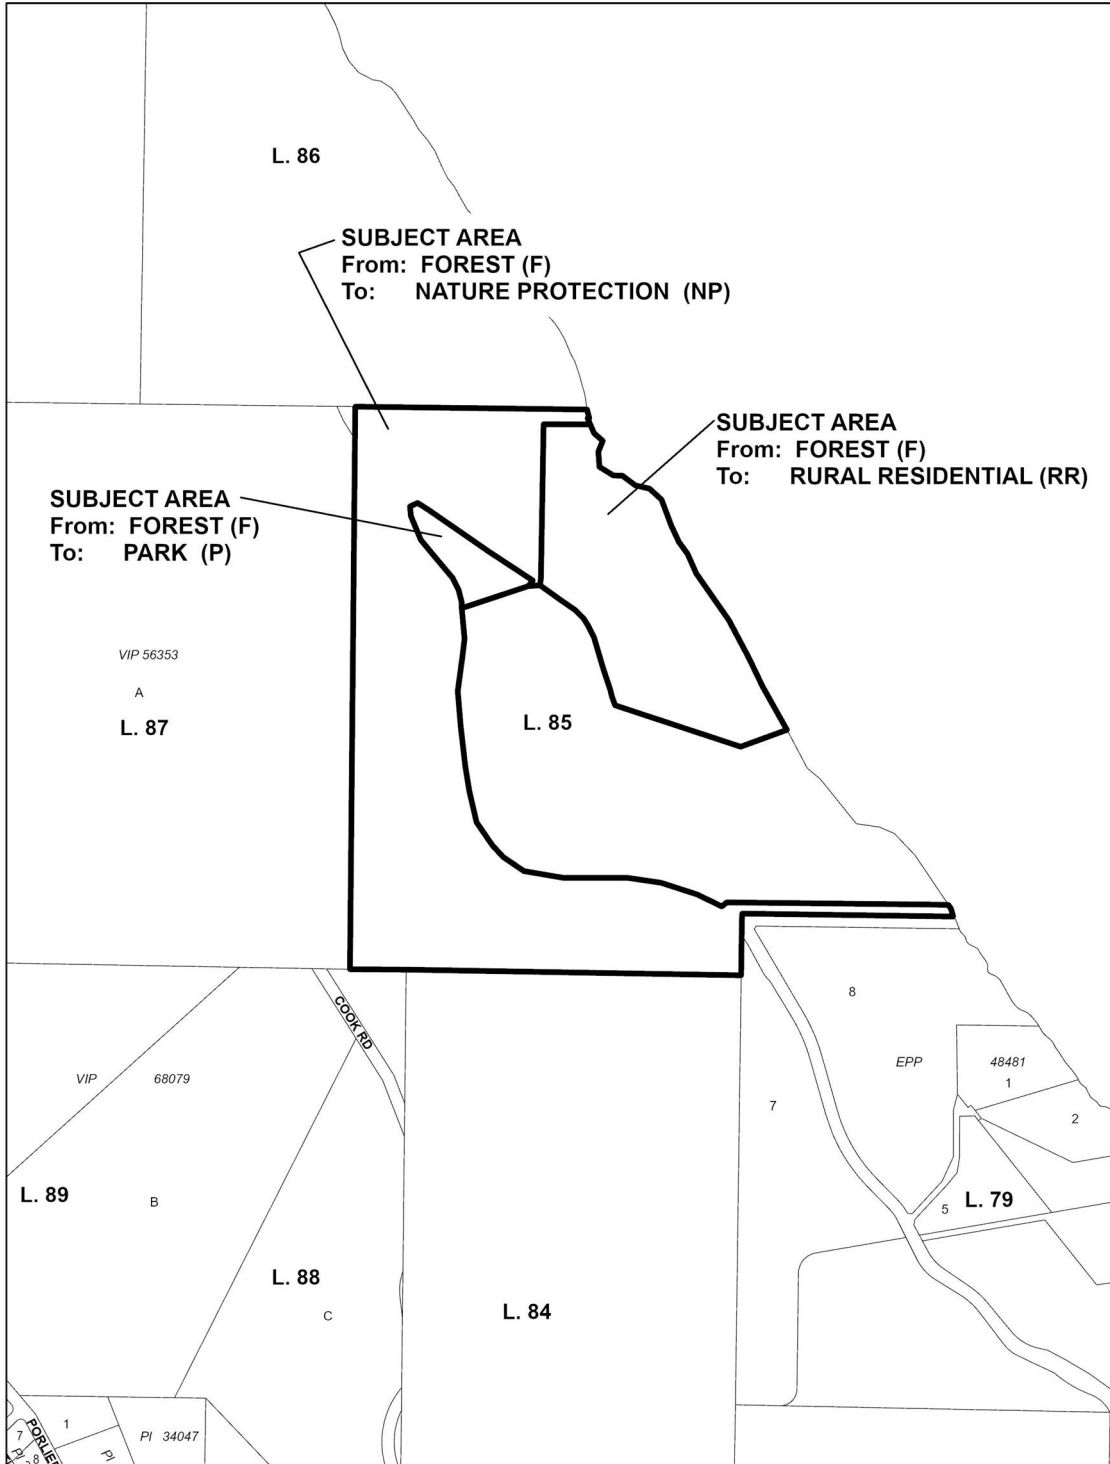 L. 86
SUBJECT AREA
From: FOREST (F)
To: NATURE PROTECTION (NP)
SUBJECT AREA
From: FOREST (F)
To: RURAL RESIDENTIAL (RR)
SUBJECT AREA
From: FOREST (F)
To: PARK (P)
VIP 56353
A
L. 87
L. 85
COOK RD
8
EPP 48481
1
VIP 68079
7
2
L. 89
B
5
L. 79
L. 88
C
L. 84
1
PI 34047
7
8
PI
PI